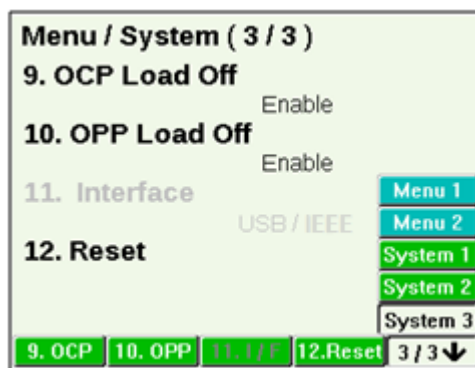 Menu / System ( 3 / 3 )
9. OCP Load Off
Enable
10. OPP Load Off
Enable
11. Interface
USB / IEEE
12. Reset
Menu 1
Menu 2
System 1
System 2
System 3
9. OCP 10. OPP 11. I / F 12.Reset 3 / 3 🡇